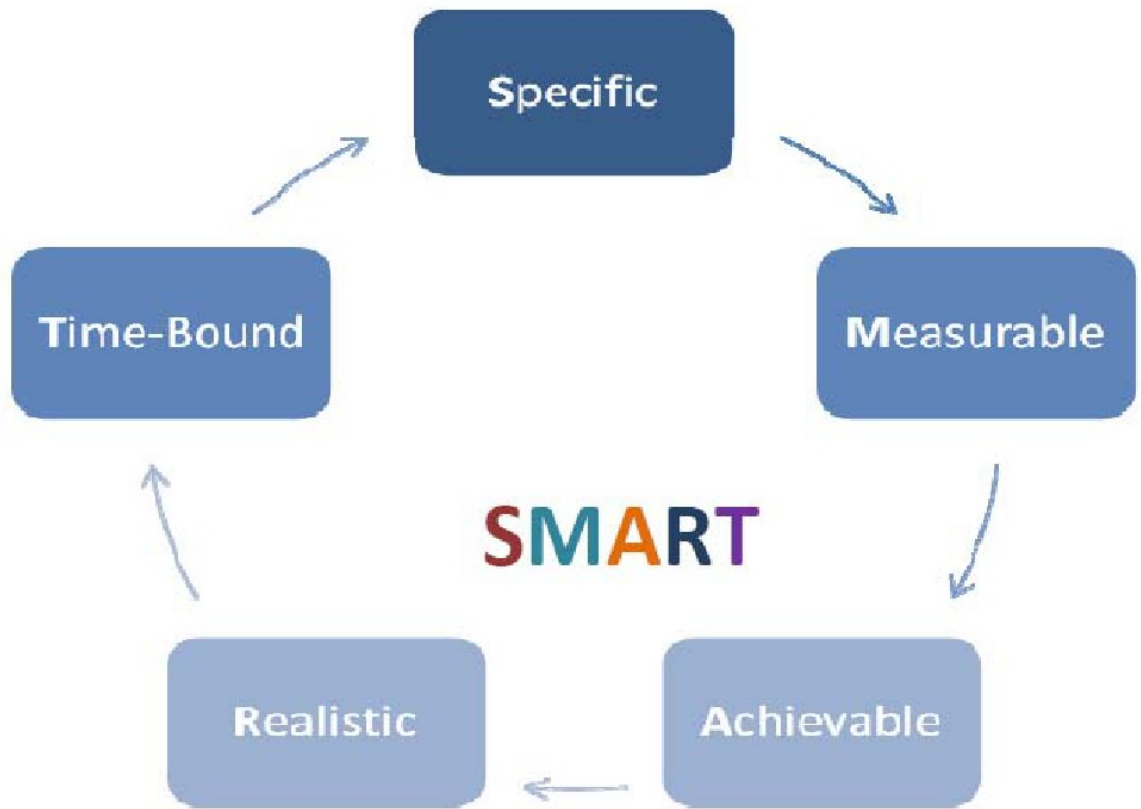 Specific
Measurable
Achievable
Realistic
Time-Bound
SMART